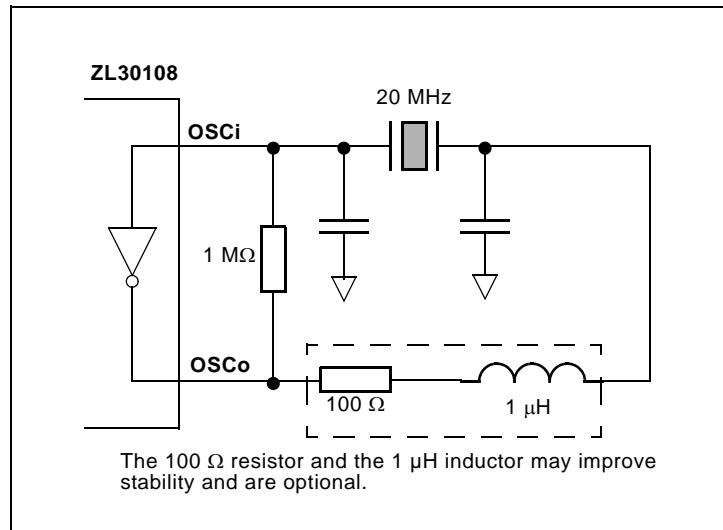 ZL30108
20 MHz
OSCi
1 MΩ
OSCo
100 Ω
1 μH
The 100 Ω resistor and the 1 µH inductor may improve
stability and are optional.